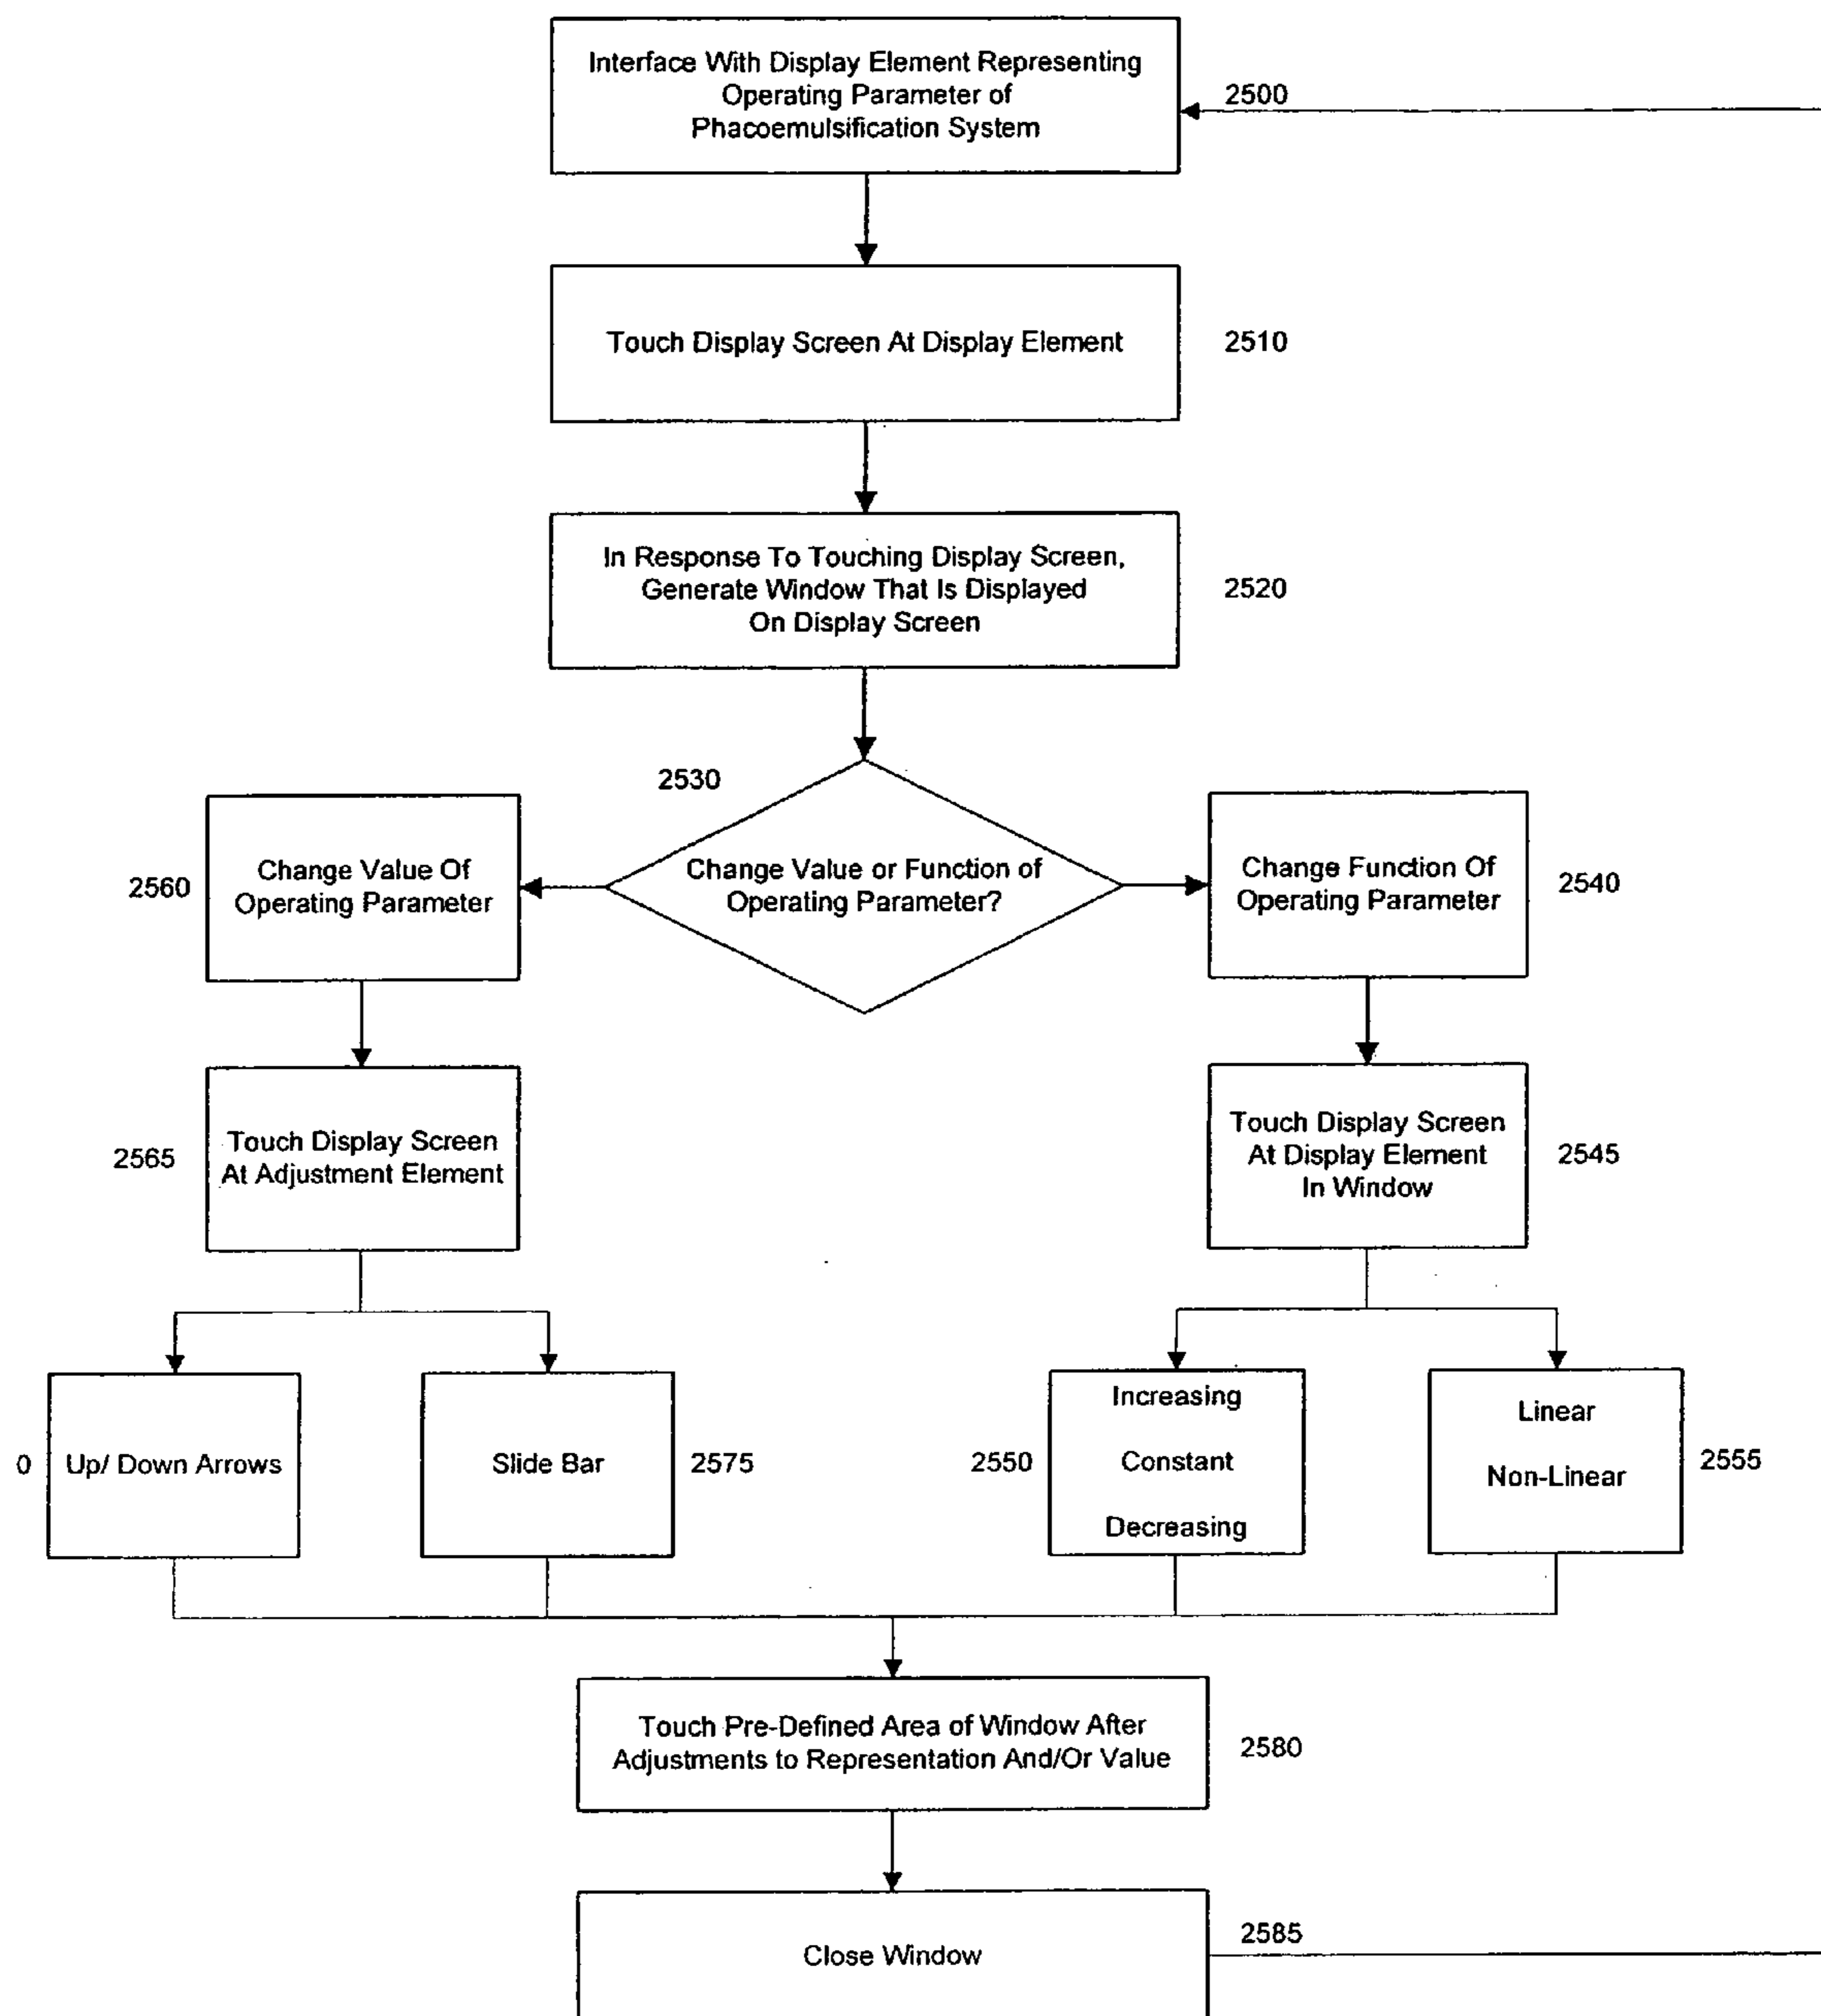 Interface With Display Element Representing
Operating Parameter of
Phacoemulsification System
2500
Touch Display Screen At Display Element
2510
In Response To Touching Display Screen,
Generate Window That Is Displayed
On Display Screen
2520
2530
Change Value or Function of
Operating Parameter?
2560
Change Value Of
Operating Parameter
Change Function Of
Operating Parameter
2540
2565
Touch Display Screen
At Adjustment Element
Touch Display Screen
At Display Element
In Window
2545
0
Up/ Down Arrows
Slide Bar
2575
2550
Increasing
Constant
Decreasing
Linear
Non-Linear
2555
Touch Pre-Defined Area of Window After
Adjustments to Representation And/Or Value
2580
Close Window
2585